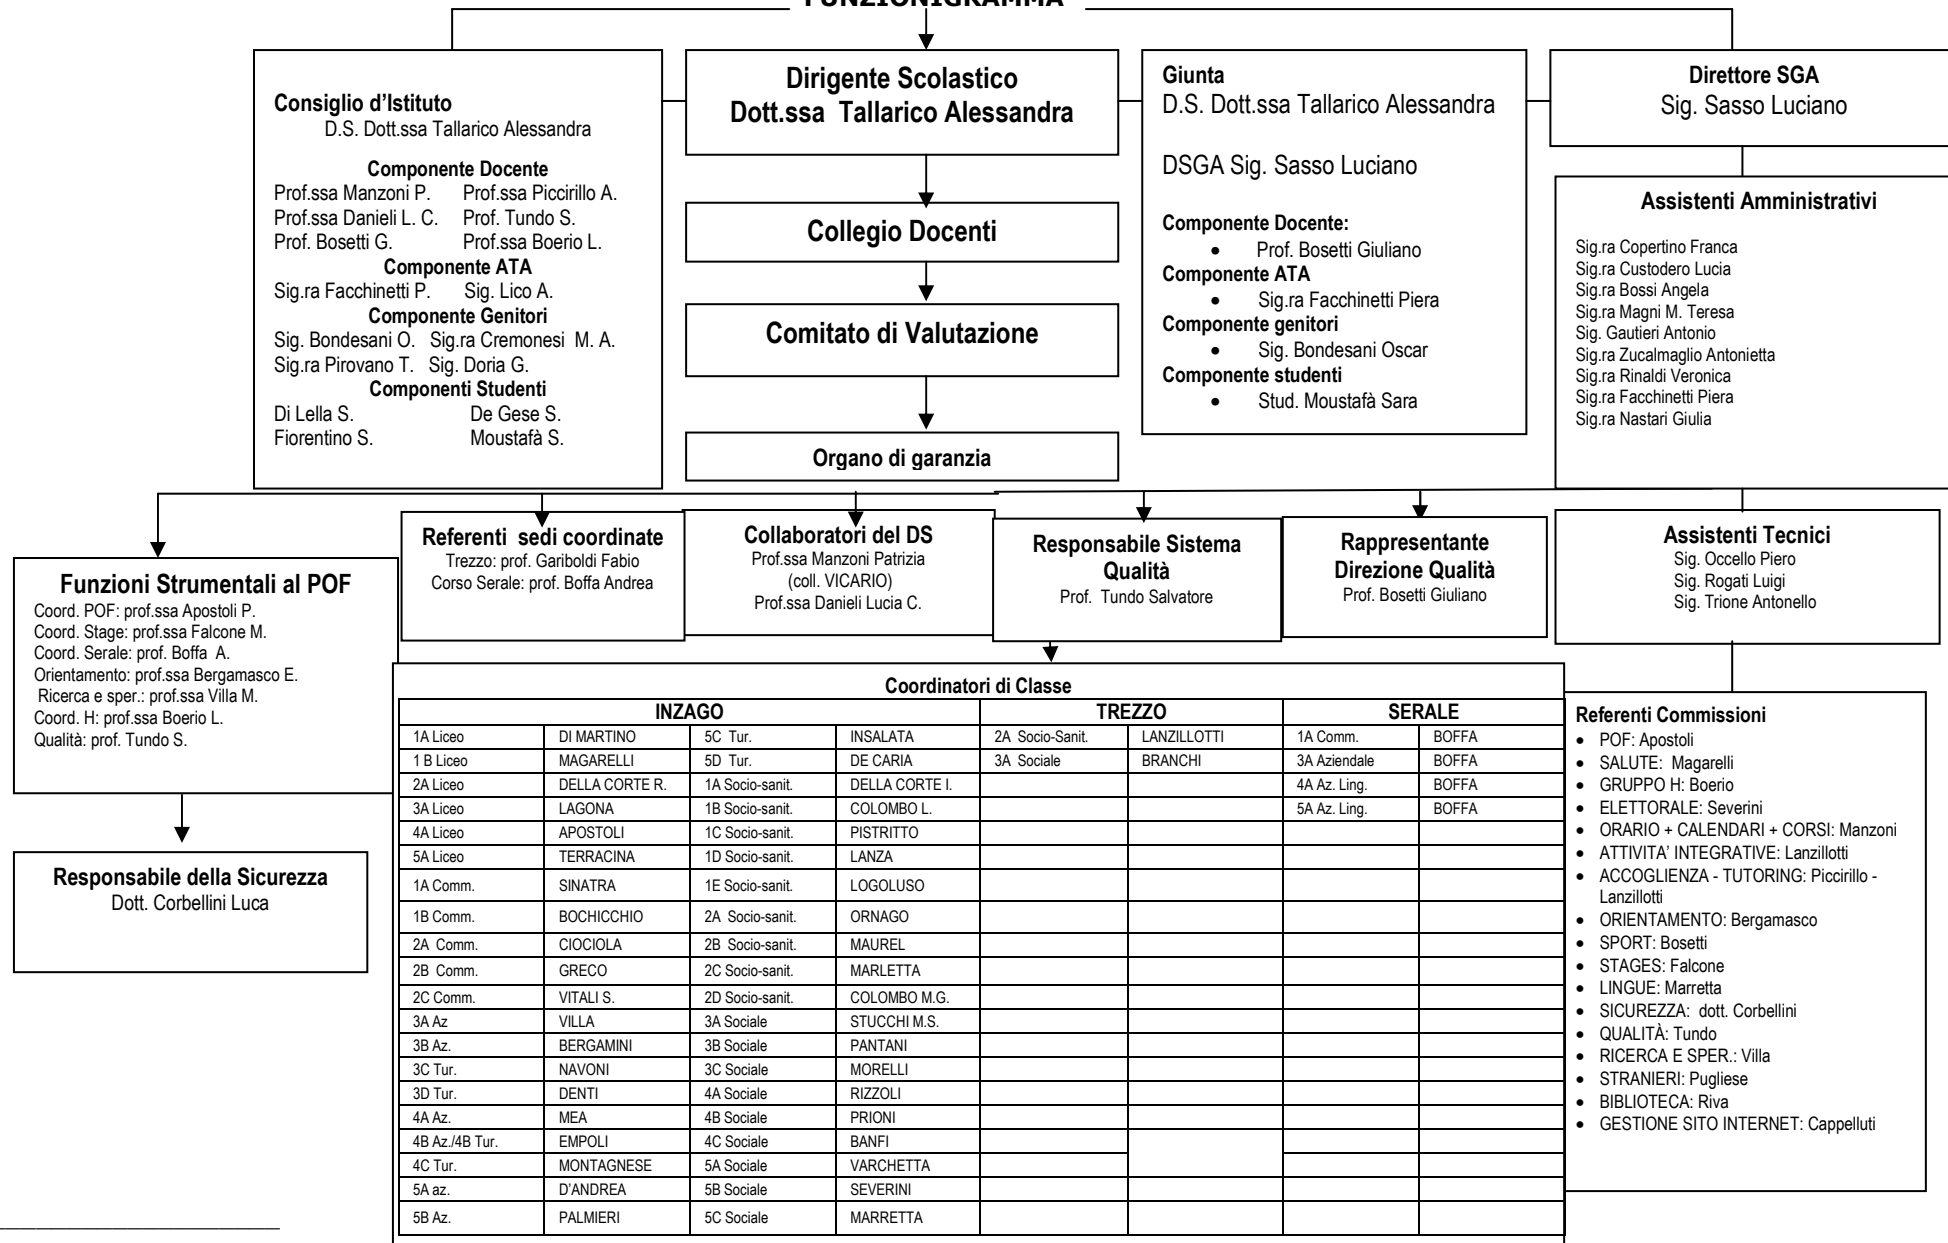 FUNZIONIGRAMMA
Consiglio d'Istituto
D.S. Dott.ssa Tallarico Alessandra
Componente Docente
Prof.ssa Manzoni P. Prof.ssa Piccirillo A.
Prof.ssa Danieli L. C. Prof. Tundo S.
Prof. Bosetti G. Prof.ssa Boerio L.
Componente ATA
Sig.ra Facchinetti P. Sig. Lico A.
Componente Genitori
Sig. Bondesani O. Sig.ra Cremonesi M. A.
Sig.ra Pirovano T. Sig. Doria G.
Componenti Studenti
Di Lella S. De Gese S.
Fiorentino S. Moustafà S.
Dirigente Scolastico
Dott.ssa Tallarico Alessandra
Collegio Docenti
Comitato di Valutazione
Organo di garanzia
Giunta
D.S. Dott.ssa Tallarico Alessandra
DSGA Sig. Sasso Luciano
Componente Docente:
• Prof. Bosetti Giuliano
Componente ATA
• Sig.ra Facchinetti Piera
Componente genitori
• Sig. Bondesani Oscar
Componente studenti
• Stud. Moustafà Sara
Direttore SGA
Sig. Sasso Luciano
Assistenti Amministrativi
Sig.ra Copertino Franca
Sig.ra Custodero Lucia
Sig.ra Bossi Angela
Sig.ra Magni M. Teresa
Sig. Gautieri Antonio
Sig.ra Zucalmaglio Antonietta
Sig.ra Rinaldi Veronica
Sig.ra Facchinetti Piera
Sig.ra Nastari Giulia
Funzioni Strumentali al POF
Coord. POF: prof.ssa Apostoli P.
Coord. Stage: prof.ssa Falcone M.
Coord. Serale: prof. Boffa A.
Orientamento: prof.ssa Bergamasco E.
Ricerca e sper.: prof.ssa Villa M.
Coord. H: prof.ssa Boerio L.
Qualità: prof. Tundo S.
Responsabile della Sicurezza
Dott. Corbellini Luca
Referenti sedi coordinate
Trezzo: prof. Gariboldi Fabio
Corso Serale: prof. Boffa Andrea
Collaboratori del DS
Prof.ssa Manzoni Patrizia
(coll. VICARIO)
Prof.ssa Danieli Lucia C.
Responsabile Sistema
Qualità
Prof. Tundo Salvatore
Rappresentante
Direzione Qualità
Prof. Bosetti Giuliano
Assistenti Tecnici
Sig. Occello Piero
Sig. Rogati Luigi
Sig. Trione Antonello
Coordinatori di Classe
INZAGO TREZZO SERALE
1A Liceo DI MARTINO 5C Tur. INSALATA 2A Socio-Sanit. LANZILLOTTI 1A Comm. BOFFA
1 B Liceo MAGARELLI 5D Tur. DE CARIA 3A Sociale BRANCHI 3A Aziendale BOFFA
2A Liceo DELLA CORTE R. 1A Socio-sanit. DELLA CORTE I. 4A Az. Ling. BOFFA
3A Liceo LAGONA 1B Socio-sanit. COLOMBO L. 5A Az. Ling. BOFFA
4A Liceo APOSTOLI 1C Socio-sanit. PISTRITTO
5A Liceo TERRACINA 1D Socio-sanit. LANZA
1A Comm. SINATRA 1E Socio-sanit. LOGOLUSO
1B Comm. BOCHICCHIO 2A Socio-sanit. ORNAGO
2A Comm. CIOCIOLA 2B Socio-sanit. MAUREL
2B Comm. GRECO 2C Socio-sanit. MARLETTA
2C Comm. VITALI S. 2D Socio-sanit. COLOMBO M.G.
3A Az VILLA 3A Sociale STUCCHI M.S.
3B Az. BERGAMINI 3B Sociale PANTANI
3C Tur. NAVONI 3C Sociale MORELLI
3D Tur. DENTI 4A Sociale RIZZOLI
4A Az. MEA 4B Sociale PRIONI
4B Az./4B Tur. EMPOLI 4C Sociale BANFI
4C Tur. MONTAGNESE 5A Sociale VARCHETTA
5A az. D'ANDREA 5B Sociale SEVERINI
5B Az. PALMIERI 5C Sociale MARRETTA
Referenti Commissioni
• POF: Apostoli
• SALUTE: Magarelli
• GRUPPO H: Boerio
• ELETTORALE: Severini
• ORARIO + CALENDARI + CORSI: Manzoni
• ATTIVITA' INTEGRATIVE: Lanzillotti
• ACCOGLIENZA - TUTORING: Piccirillo -
Lanzillotti
• ORIENTAMENTO: Bergamasco
• SPORT: Bosetti
• STAGES: Falcone
• LINGUE: Marretta
• SICUREZZA: dott. Corbellini
• QUALITÀ: Tundo
• RICERCA E SPER.: Villa
• STRANIERI: Pugliese
• BIBLIOTECA: Riva
• GESTIONE SITO INTERNET: Cappelluti